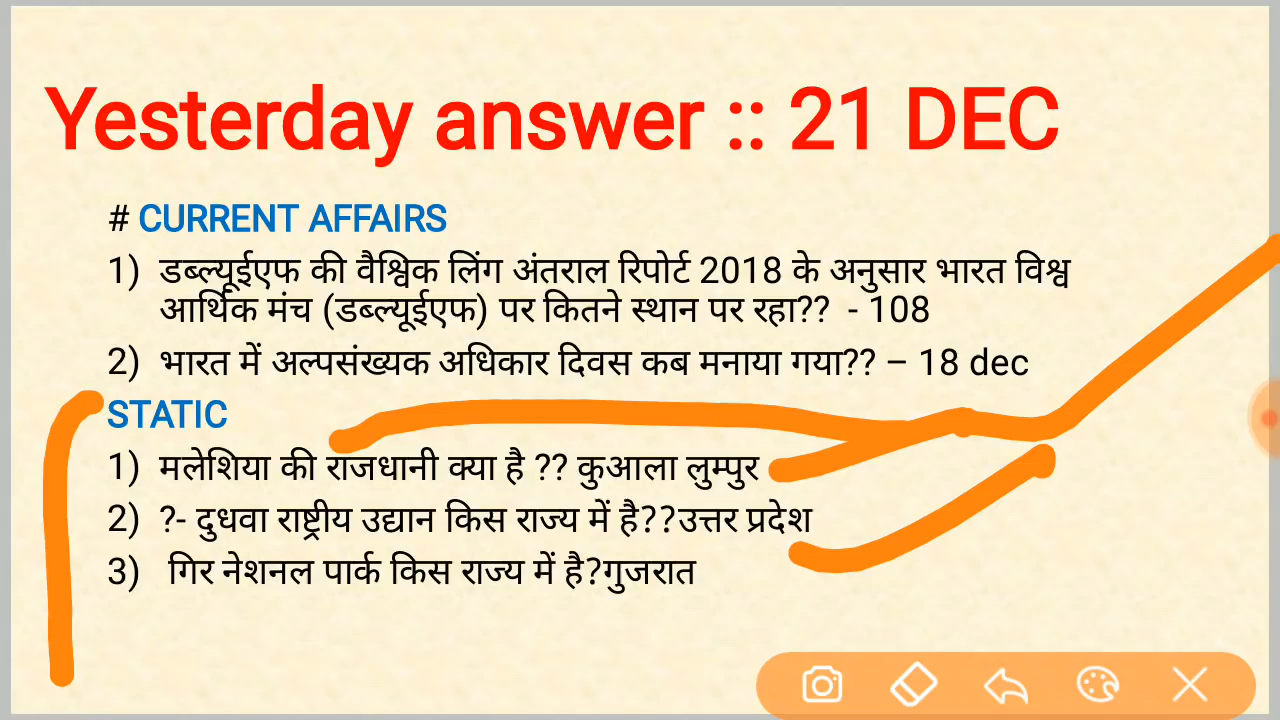 Yesterday answer :: 21 DEC
# CURRENT AFFAIRS
1) डब्ल्यूईएफ की वैश्विक लिंग अंतराल रिपोर्ट 2018 के अनुसार भारत विश्व
आर्थिक मंच (डब्ल्यूईएफ) पर कितने स्थान पर रहा?? - 108
2) भारत में अल्पसंख्यक अधिकार दिवस कब मनाया गया?? – 18 dec
STATIC
1) मलेशिया की राजधानी क्या है ?? कुआला लुम्पुर
2) ?- दुधवा राष्ट्रीय उद्यान किस राज्य में है??उत्तर प्रदेश
3) गिर नेशनल पार्क किस राज्य में है?गुजरात